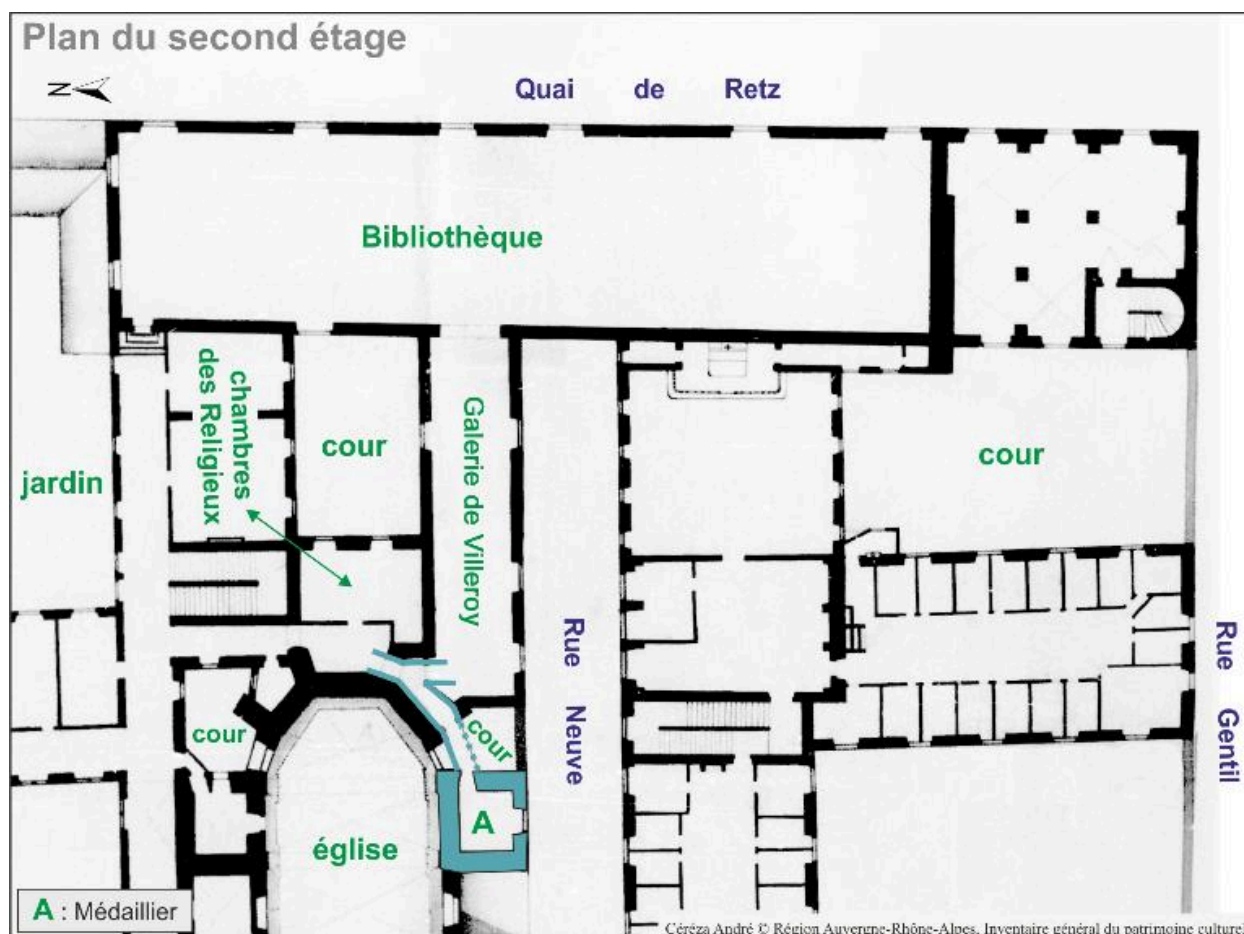 Plan du second étage
N
Quai de Retz
Bibliothèque
chambres
des Religieux
cour
Galerie de Villeroy
cour
jardin
Rue Neuve
Rue Gentil
cour
cour
A
église
A : Médaillier
Céréza André © Région Auvergne-Rhône-Alpes, Inventaire général du patrimoine culturel